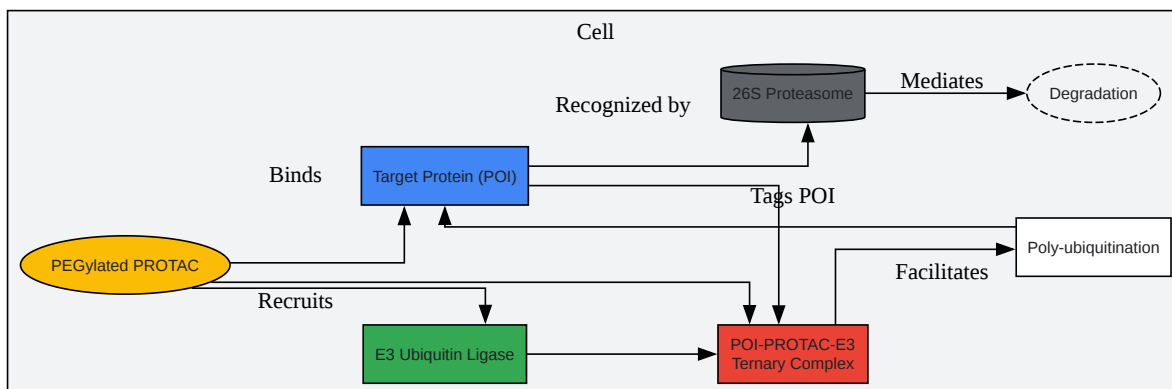 Cell
26S Proteasome
Mediates
Degradation
Recognized by
Binds
Target Protein (POI)
Tags POI
Poly-ubiquitination
PEGylated PROTAC
Facilitates
Recruits
E3 Ubiquitin Ligase
POI-PROTAC-E3
Ternary Complex